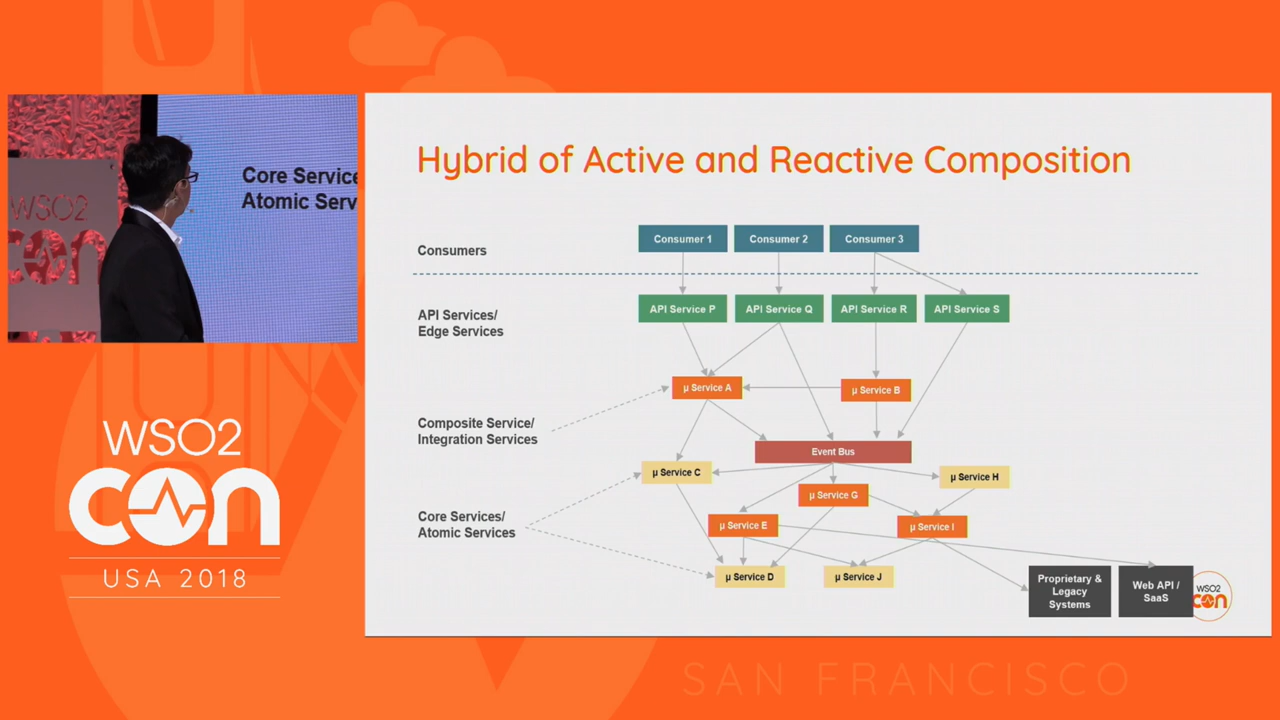 Core Service
Atomic Serv
WSO2
con
WSO2
con
USA 2018
Hybrid of Active and Reactive Composition
Consumers
Consumer 1
Consumer 2
Consumer 3
API Services/
Edge Services
API Service P
API Service Q
API Service R
API Service S
µ Service A
µ Service B
Composite Service/
Integration Services
Event Bus
µ Service C
µ Service H
µ Service G
Core Services/
Atomic Services
µ Service E
µ Service I
µ Service D
µ Service J
Proprietary &
Legacy
Systems
Web API /
SaaS
WSO2
con
SAN FRANCISCO